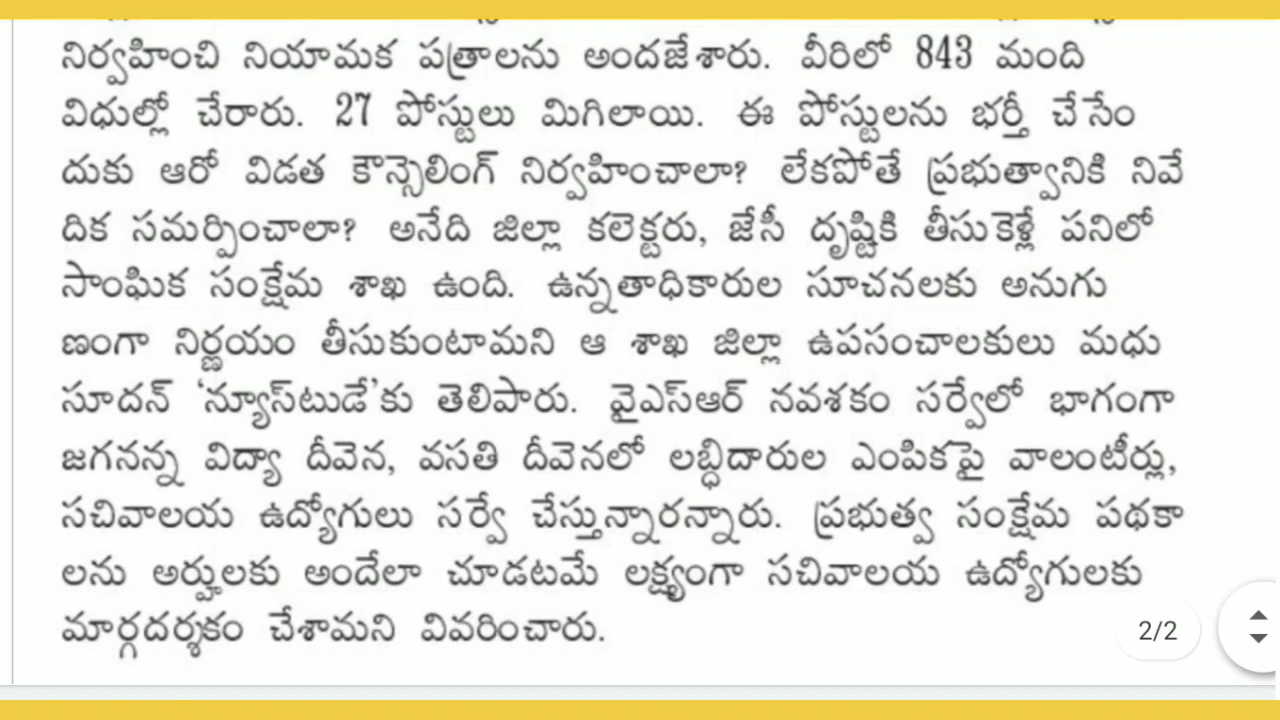 నిర్వహించి నియామక పత్రాలను అందజేశారు. వీరిలో 843 మంది
విధుల్లో చేరారు. 27 పోస్టులు మిగిలాయి. ఈ పోస్టులను భర్తీ చేసేం
దుకు ఆరో విడత కౌన్సెలింగ్ నిర్వహించాలా? లేకపోతే ప్రభుత్వానికి నివే
దిక సమర్పించాలా? అనేది జిల్లా కలెక్టరు, జేసీ దృష్టికి తీసుకెళ్లే పనిలో
సాంఘిక సంక్షేమ శాఖ ఉంది. ఉన్నతాధికారుల సూచనలకు అనుగు
ణంగా నిర్ణయం తీసుకుంటామని ఆ శాఖ జిల్లా ఉపసంచాలకులు మధు
సూదన్ ‘న్యూస్‌టుడే’కు తెలిపారు. వైఎస్ఆర్ నవశకం సర్వేలో భాగంగా
జగనన్న విద్యా దీవెన, వసతి దీవెనలో లబ్ధిదారుల ఎంపికపై వాలంటీర్లు,
సచివాలయ ఉద్యోగులు సర్వే చేస్తున్నారన్నారు. ప్రభుత్వ సంక్షేమ పథకా
లను అర్హులకు అందేలా చూడటమే లక్ష్యంగా సచివాలయ ఉద్యోగులకు
మార్గదర్శకం చేశామని వివరించారు.
2/2